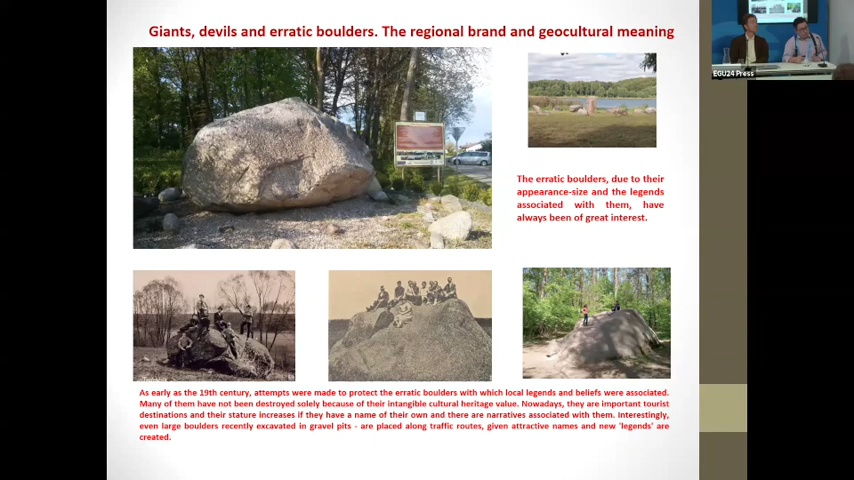 Giants, devils and erratic boulders. The regional brand and geocultural meaning
EGU24 Press
The erratic boulders, due to their
appearance-size and the legends
associated with them, have
always been of great interest.
As early as the 19th century, attempts were made to protect the erratic boulders with which local legends and beliefs were associated.
Many of them have not been destroyed solely because of their intangible cultural heritage value. Nowadays, they are important tourist
destinations and their stature increases if they have a name of their own and there are narratives associated with them. Interestingly,
even large boulders recently excavated in gravel pits - are placed along traffic routes, given attractive names and new 'legends' are
created.